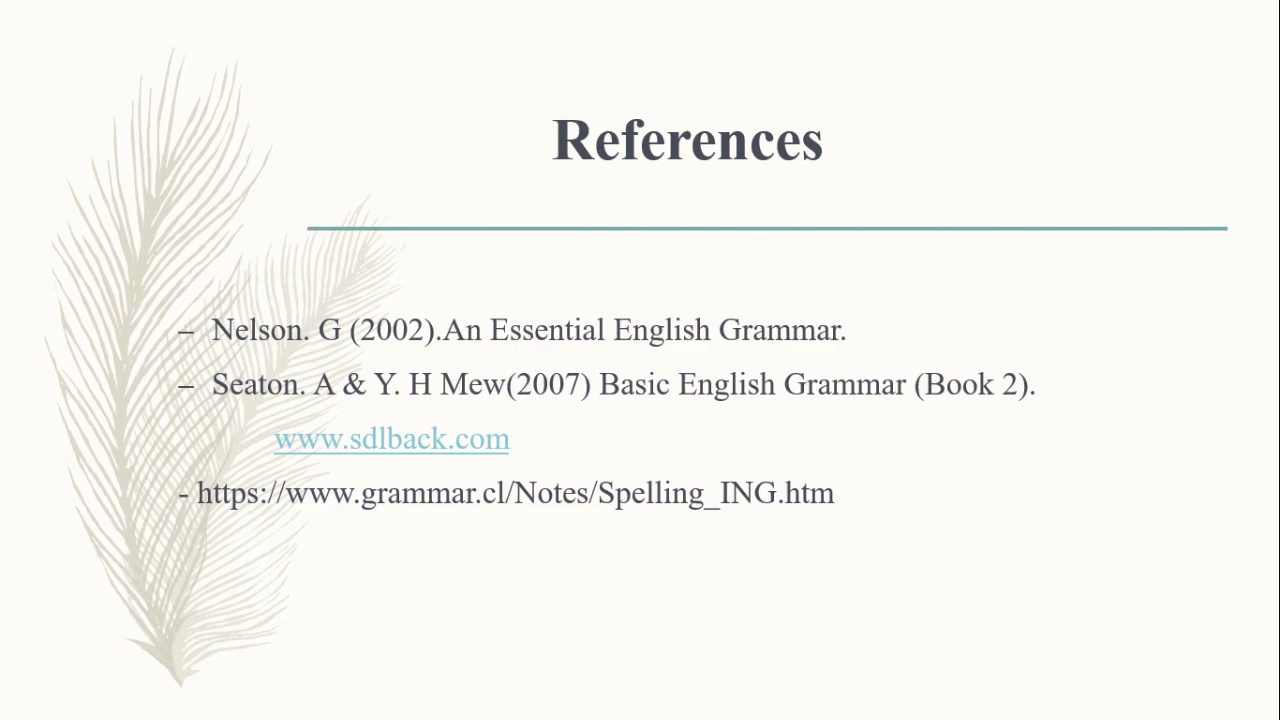 References
– Nelson. G (2002).An Essential English Grammar.
– Seaton. A & Y. H Mew(2007) Basic English Grammar (Book 2).
www.sdlback.com
- https://www.grammar.cl/Notes/Spelling_ING.htm